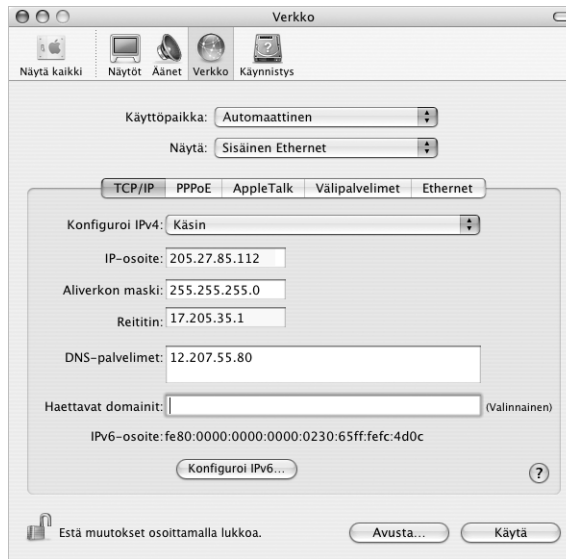 Verkko
Näytä kaikki Näytöt Äänet Verkko Käynnistys
Käyttöpaikka: Automaattinen
Näytä: Sisäinen Ethernet
TCP/IP PPPoE AppleTalk Välipalvelimet Ethernet
Konfiguroi IPv4: Käsin
IP-osoite: 205.27.85.112
Aliverkon maski: 255.255.255.0
Reititin: 17.205.35.1
DNS-palvelimet: 12.207.55.80
Haettavat domainit: (Valinnainen)
IPv6-osoite: fe80:0000:0000:0000:0230:65ff:fefc:4d0c
Konfiguroi IPv6... ?
Estä muutokset osoittamalla lukkoa. Avusta... Käytä